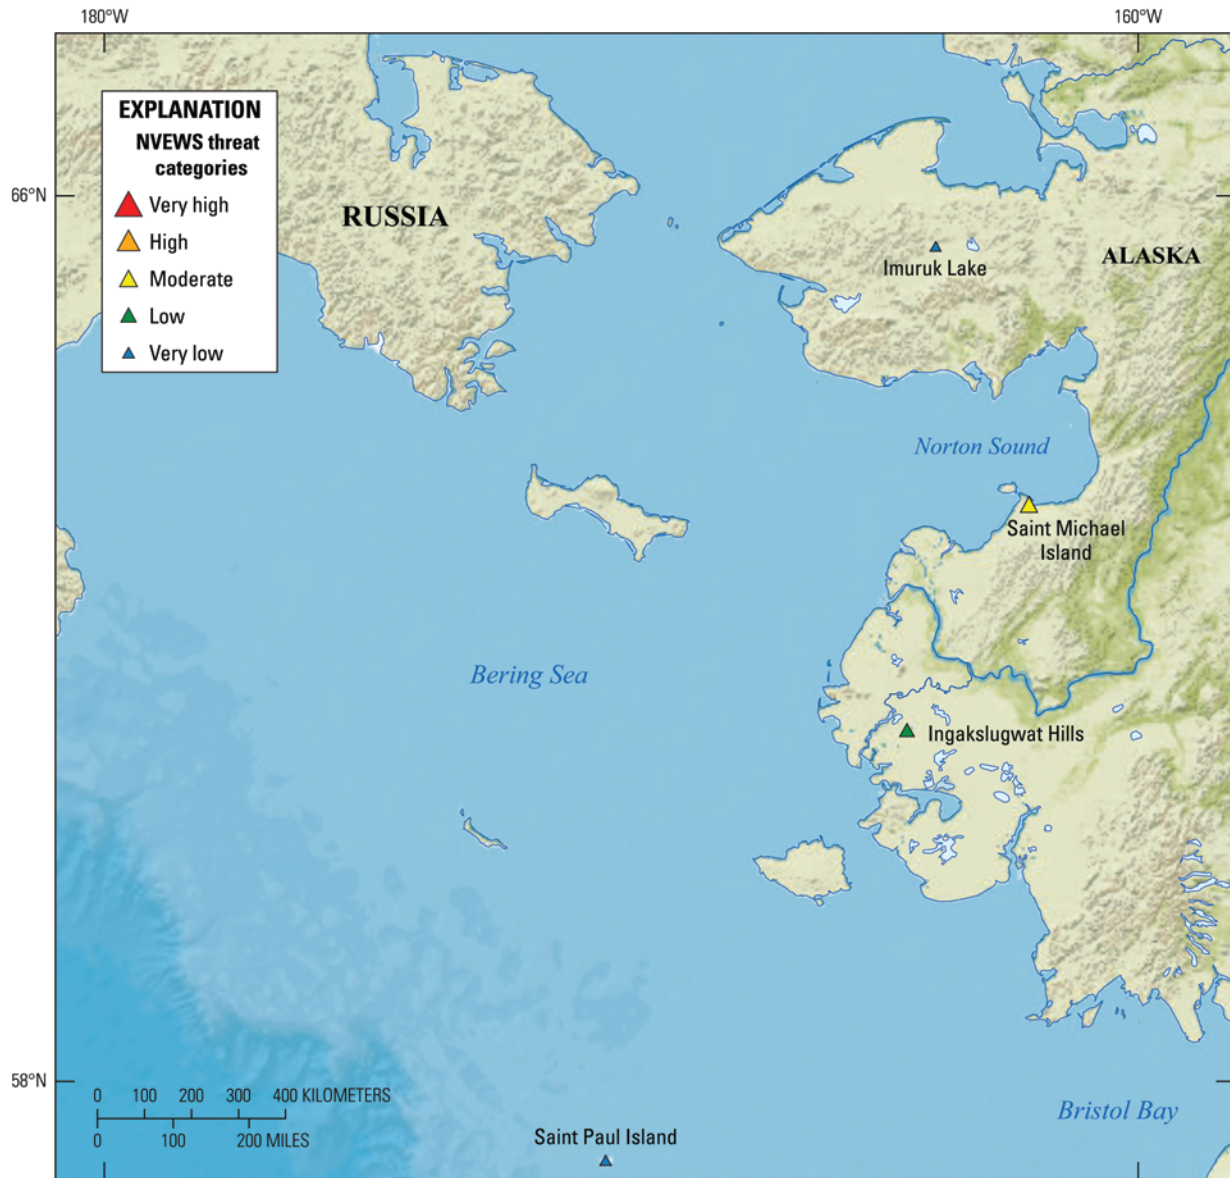 180°W
160°W
EXPLANATION
NVEWS threat
categories
Very high
High
Moderate
Low
Very low
66°N
RUSSIA
ALASKA
Imuruk Lake
Norton Sound
Saint Michael
Island
Bering Sea
Ingakslugwat Hills
58°N
0 100 200 300 400 KILOMETERS
0 100 200 MILES
Bristol Bay
Saint Paul Island